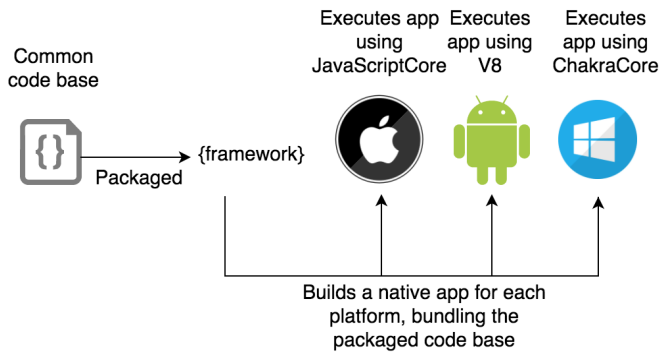 Common
code base
{}
Packaged
{framework}
Executes app
using
JavaScriptCore
Executes
app using
V8
Executes
app using
ChakraCore
Builds a native app for each
platform, bundling the
packaged code base